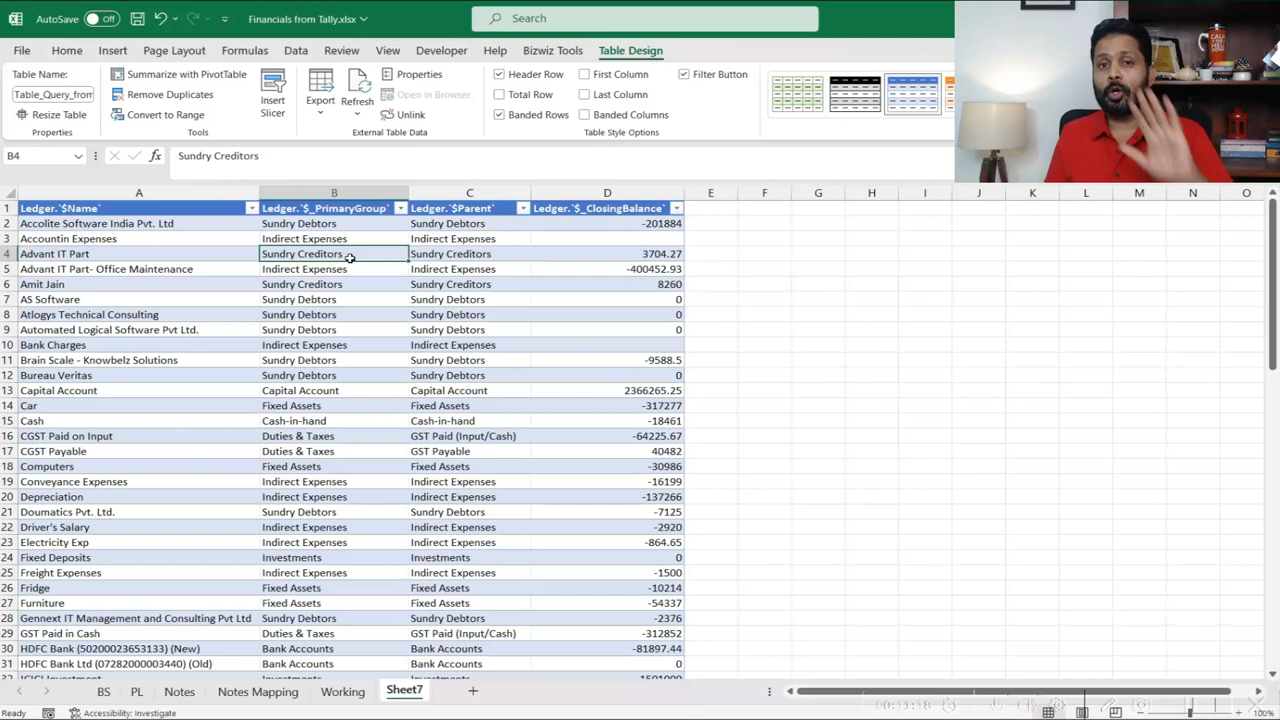 AutoSave Off Financials from Tally.xlsx Search
File Home Insert Page Layout Formulas Data Review View Developer Help Bizwiz Tools Table Design
Table Name:
Table_Query_from
Resize Table
Properties
Summarize with PivotTable
Convert to Range
Tools
Insert Slicer
Export
Refresh
Properties
Open in Browser
Unlink
External Table Data
Header Row First Column Filter Button
Total Row Last Column
Banded Rows Banded Columns
Table Style Options
B4 fx Sundry Creditors
A B C D E F G H I J K L M N O
1 Ledger.`$Name` Ledger.`$_PrimaryGroup` Ledger.`$Parent` Ledger.`$_ClosingBalance`
2 Accolite Software India Pvt. Ltd Sundry Debtors Sundry Debtors -201884
3 Accountin Expenses Indirect Expenses Indirect Expenses
4 Advant IT Part Sundry Creditors Sundry Creditors 3704.27
5 Advant IT Part- Office Maintenance Indirect Expenses Indirect Expenses -400452.93
6 Amit Jain Sundry Creditors Sundry Creditors 8260
7 AS Software Sundry Debtors Sundry Debtors 0
8 Atlogys Technical Consulting Sundry Debtors Sundry Debtors 0
9 Automated Logical Software Pvt Ltd. Sundry Debtors Sundry Debtors 0
10 Bank Charges Indirect Expenses Indirect Expenses
11 Brain Scale - Knowbelz Solutions Sundry Debtors Sundry Debtors -9588.5
12 Bureau Veritas Sundry Debtors Sundry Debtors 0
13 Capital Account Capital Account Capital Account 2366265.25
14 Car Fixed Assets Fixed Assets -317277
15 Cash Cash-in-hand Cash-in-hand -18461
16 CGST Paid on Input Duties & Taxes GST Paid (Input/Cash) -64225.67
17 CGST Payable Duties & Taxes GST Payable 40482
18 Computers Fixed Assets Fixed Assets -30986
19 Conveyance Expenses Indirect Expenses Indirect Expenses -16199
20 Depreciation Indirect Expenses Indirect Expenses -137266
21 Doumatics Pvt. Ltd. Sundry Debtors Sundry Debtors -7125
22 Driver's Salary Indirect Expenses Indirect Expenses -2920
23 Electricity Exp Indirect Expenses Indirect Expenses -864.65
24 Fixed Deposits Investments Investments 0
25 Freight Expenses Indirect Expenses Indirect Expenses -1500
26 Fridge Fixed Assets Fixed Assets -10214
27 Furniture Fixed Assets Fixed Assets -54337
28 Gennext IT Management and Consulting Pvt Ltd Sundry Debtors Sundry Debtors -2376
29 GST Paid in Cash Duties & Taxes GST Paid (Input/Cash) -312852
30 HDFC Bank (50200023653133) (New) Bank Accounts Bank Accounts -81897.44
31 HDFC Bank Ltd (07282000003440) (Old) Bank Accounts Bank Accounts 0
BS PL Notes Notes Mapping Working Sheet7
Ready Accessibility: Investigate 100%